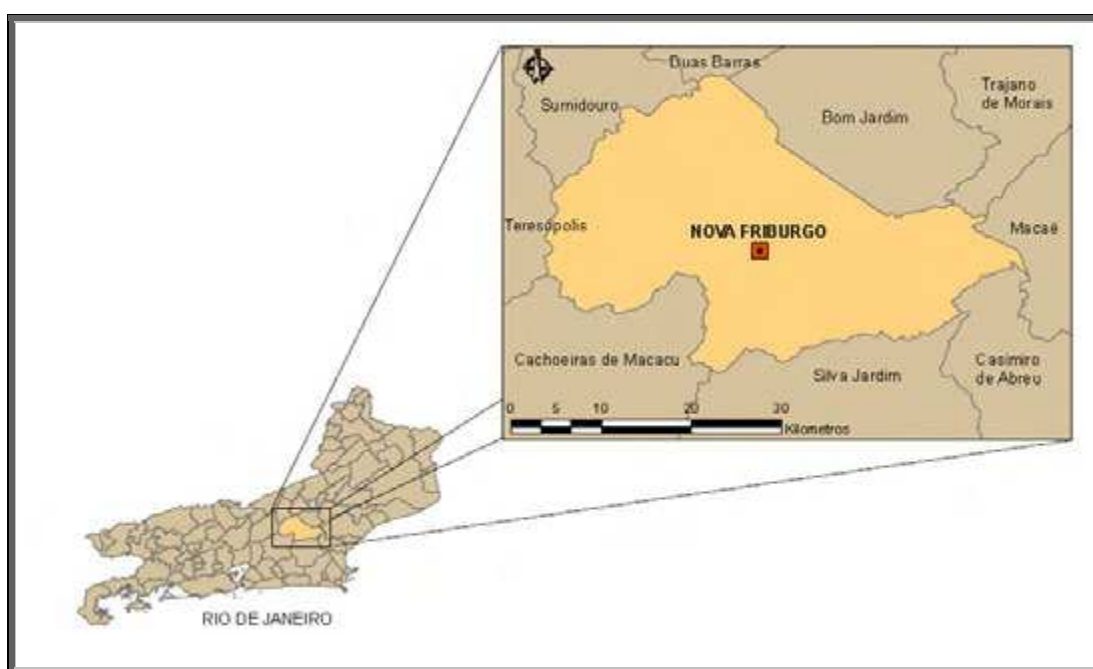 Duas Barras
Sumidouro
Trajano
de Morais
Bom Jardim
Teresópolis
NOVA FRIBURGO
Macaé
Cachoeiras de Macacu
Silva Jardim
Casimiro
de Abreu
0 5 10 20 30
Kilometros
RIO DE JANEIRO